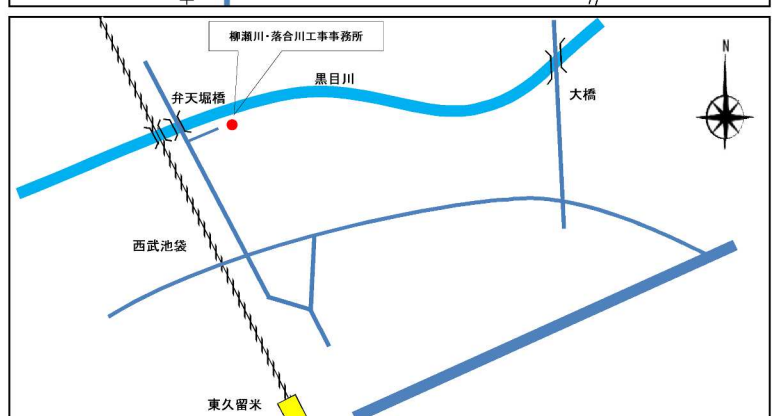 柳瀬川・落合川工事事務所
N
黒目川
弁天堀橋
大橋
西武池袋
東久留米